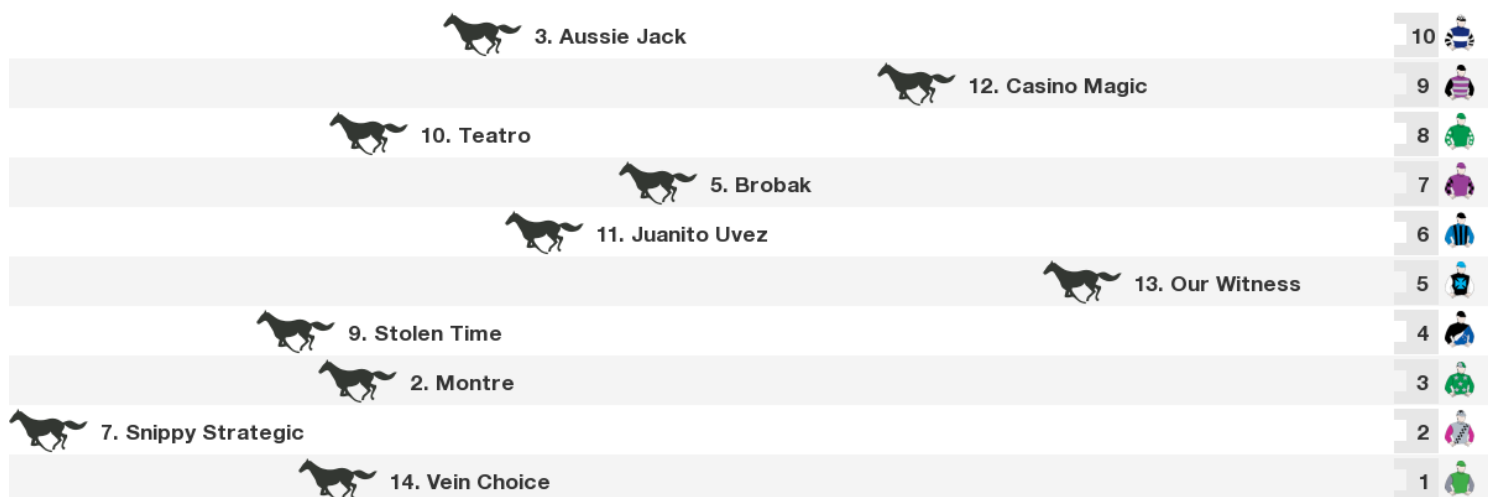 3. Aussie Jack 10
12. Casino Magic 9
10. Teatro 8
5. Brobak 7
11. Juanito Uvez 6
13. Our Witness 5
9. Stolen Time 4
2. Montre 3
7. Snippy Strategic 2
14. Vein Choice 1